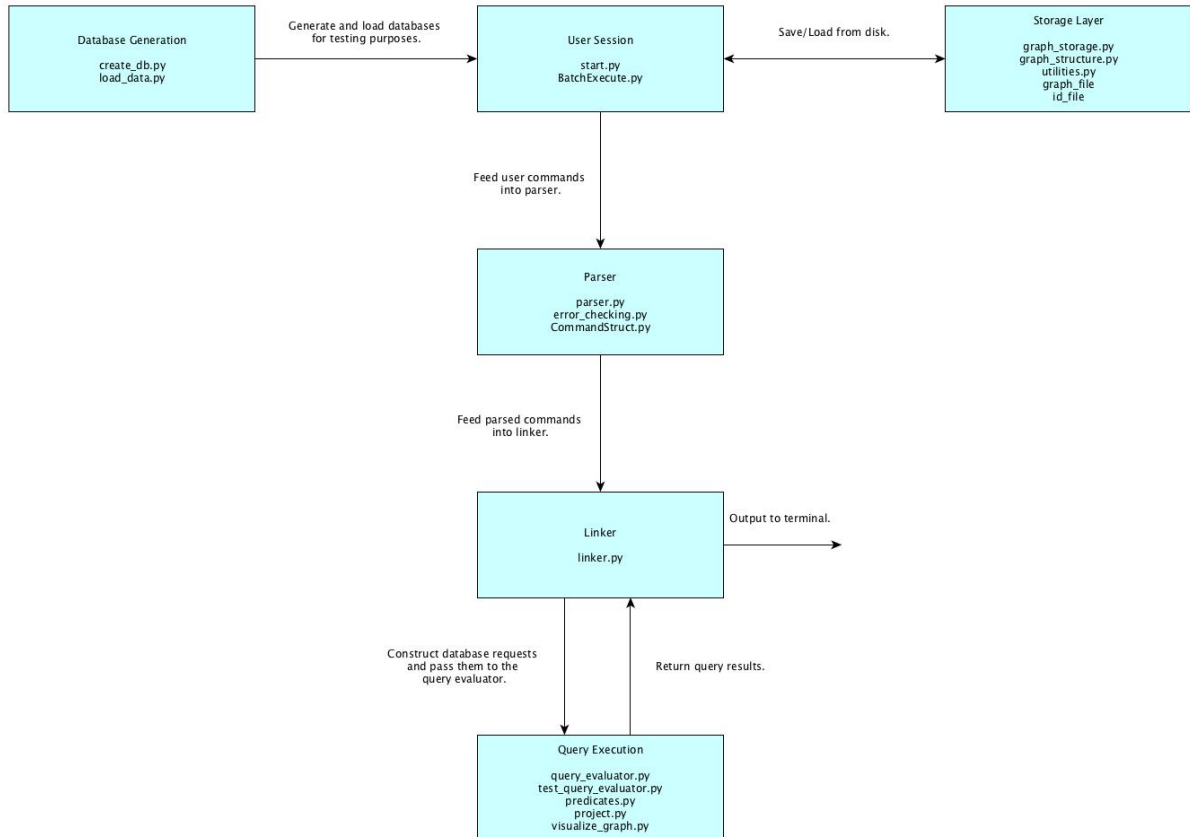 Database Generation
create_db.py
load_data.py
Generate and load databases
for testing purposes.
User Session
start.py
BatchExecute.py
Save/Load from disk.
Storage Layer
graph_storage.py
graph_structure.py
utilities.py
graph_file
id_file
Feed user commands
into parser.
Parser
parser.py
error_checking.py
CommandStruct.py
Feed parsed commands
into linker.
Linker
linker.py
Output to terminal.
Construct database requests
and pass them to the
query evaluator.
Return query results.
Query Execution
query_evaluator.py
test_query_evaluator.py
predicates.py
project.py
visualize_graph.py